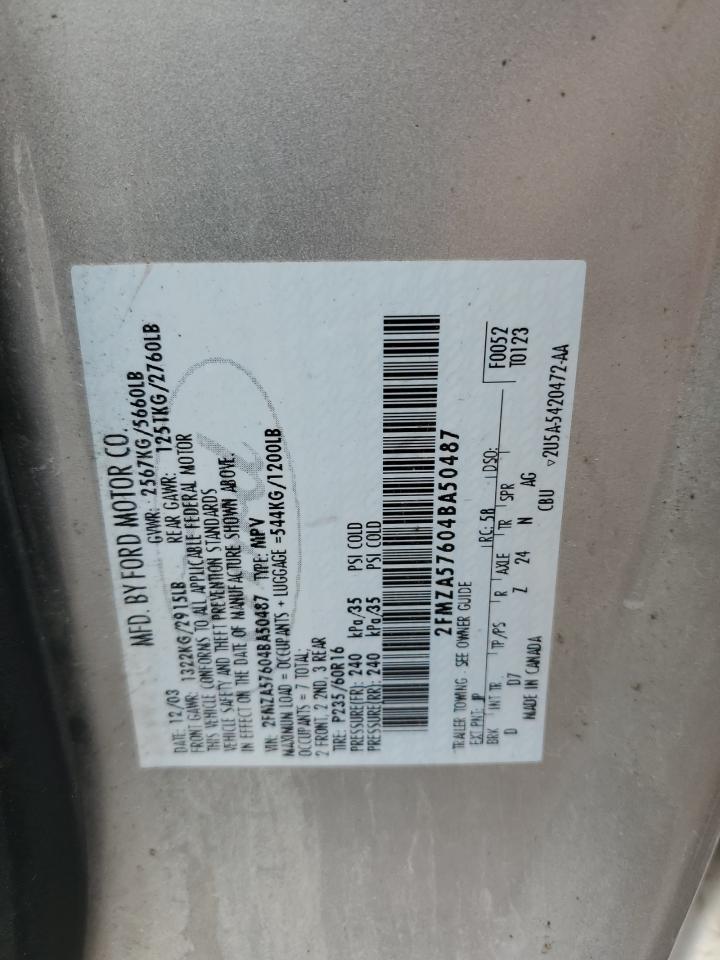 MFD. BY FORD MOTOR CO.
DATE: 12/03 GVWR: 2567KG/5660LB
FRONT GAWR: 1322KG/2915LB REAR GAWR: 1251KG/2760LB
THIS VEHICLE CONFORMS TO ALL APPLICABLE FEDERAL MOTOR
VEHICLE SAFETY AND THEFT PREVENTION STANDARDS
IN EFFECT ON THE DATE OF MANUFACTURE SHOWN ABOVE.
VIN: 2FMZA57604BA50487 TYPE: MPV
MAXIMUM LOAD = OCCUPANTS + LUGGAGE =544KG/1200LB
OCCUPANTS = 7 TOTAL:
2 FRONT, 2 2ND, 3 REAR
TIRE: P235/60R16
PRESSURE(FR): 240 kPa/35 PSI COLD
PRESSURE(RR): 240 kPa/35 PSI COLD
2FMZA57604BA50487
TRAILER TOWING - SEE OWNER GUIDE
EXT PNT: JP RC: 58 DSO: F0052
BRK INT TR TP/PS R AXLE TR SPR T0123
D D7 Z 24 N AG
CBU
MADE IN CANADA ▽2U5A-5420472-AA